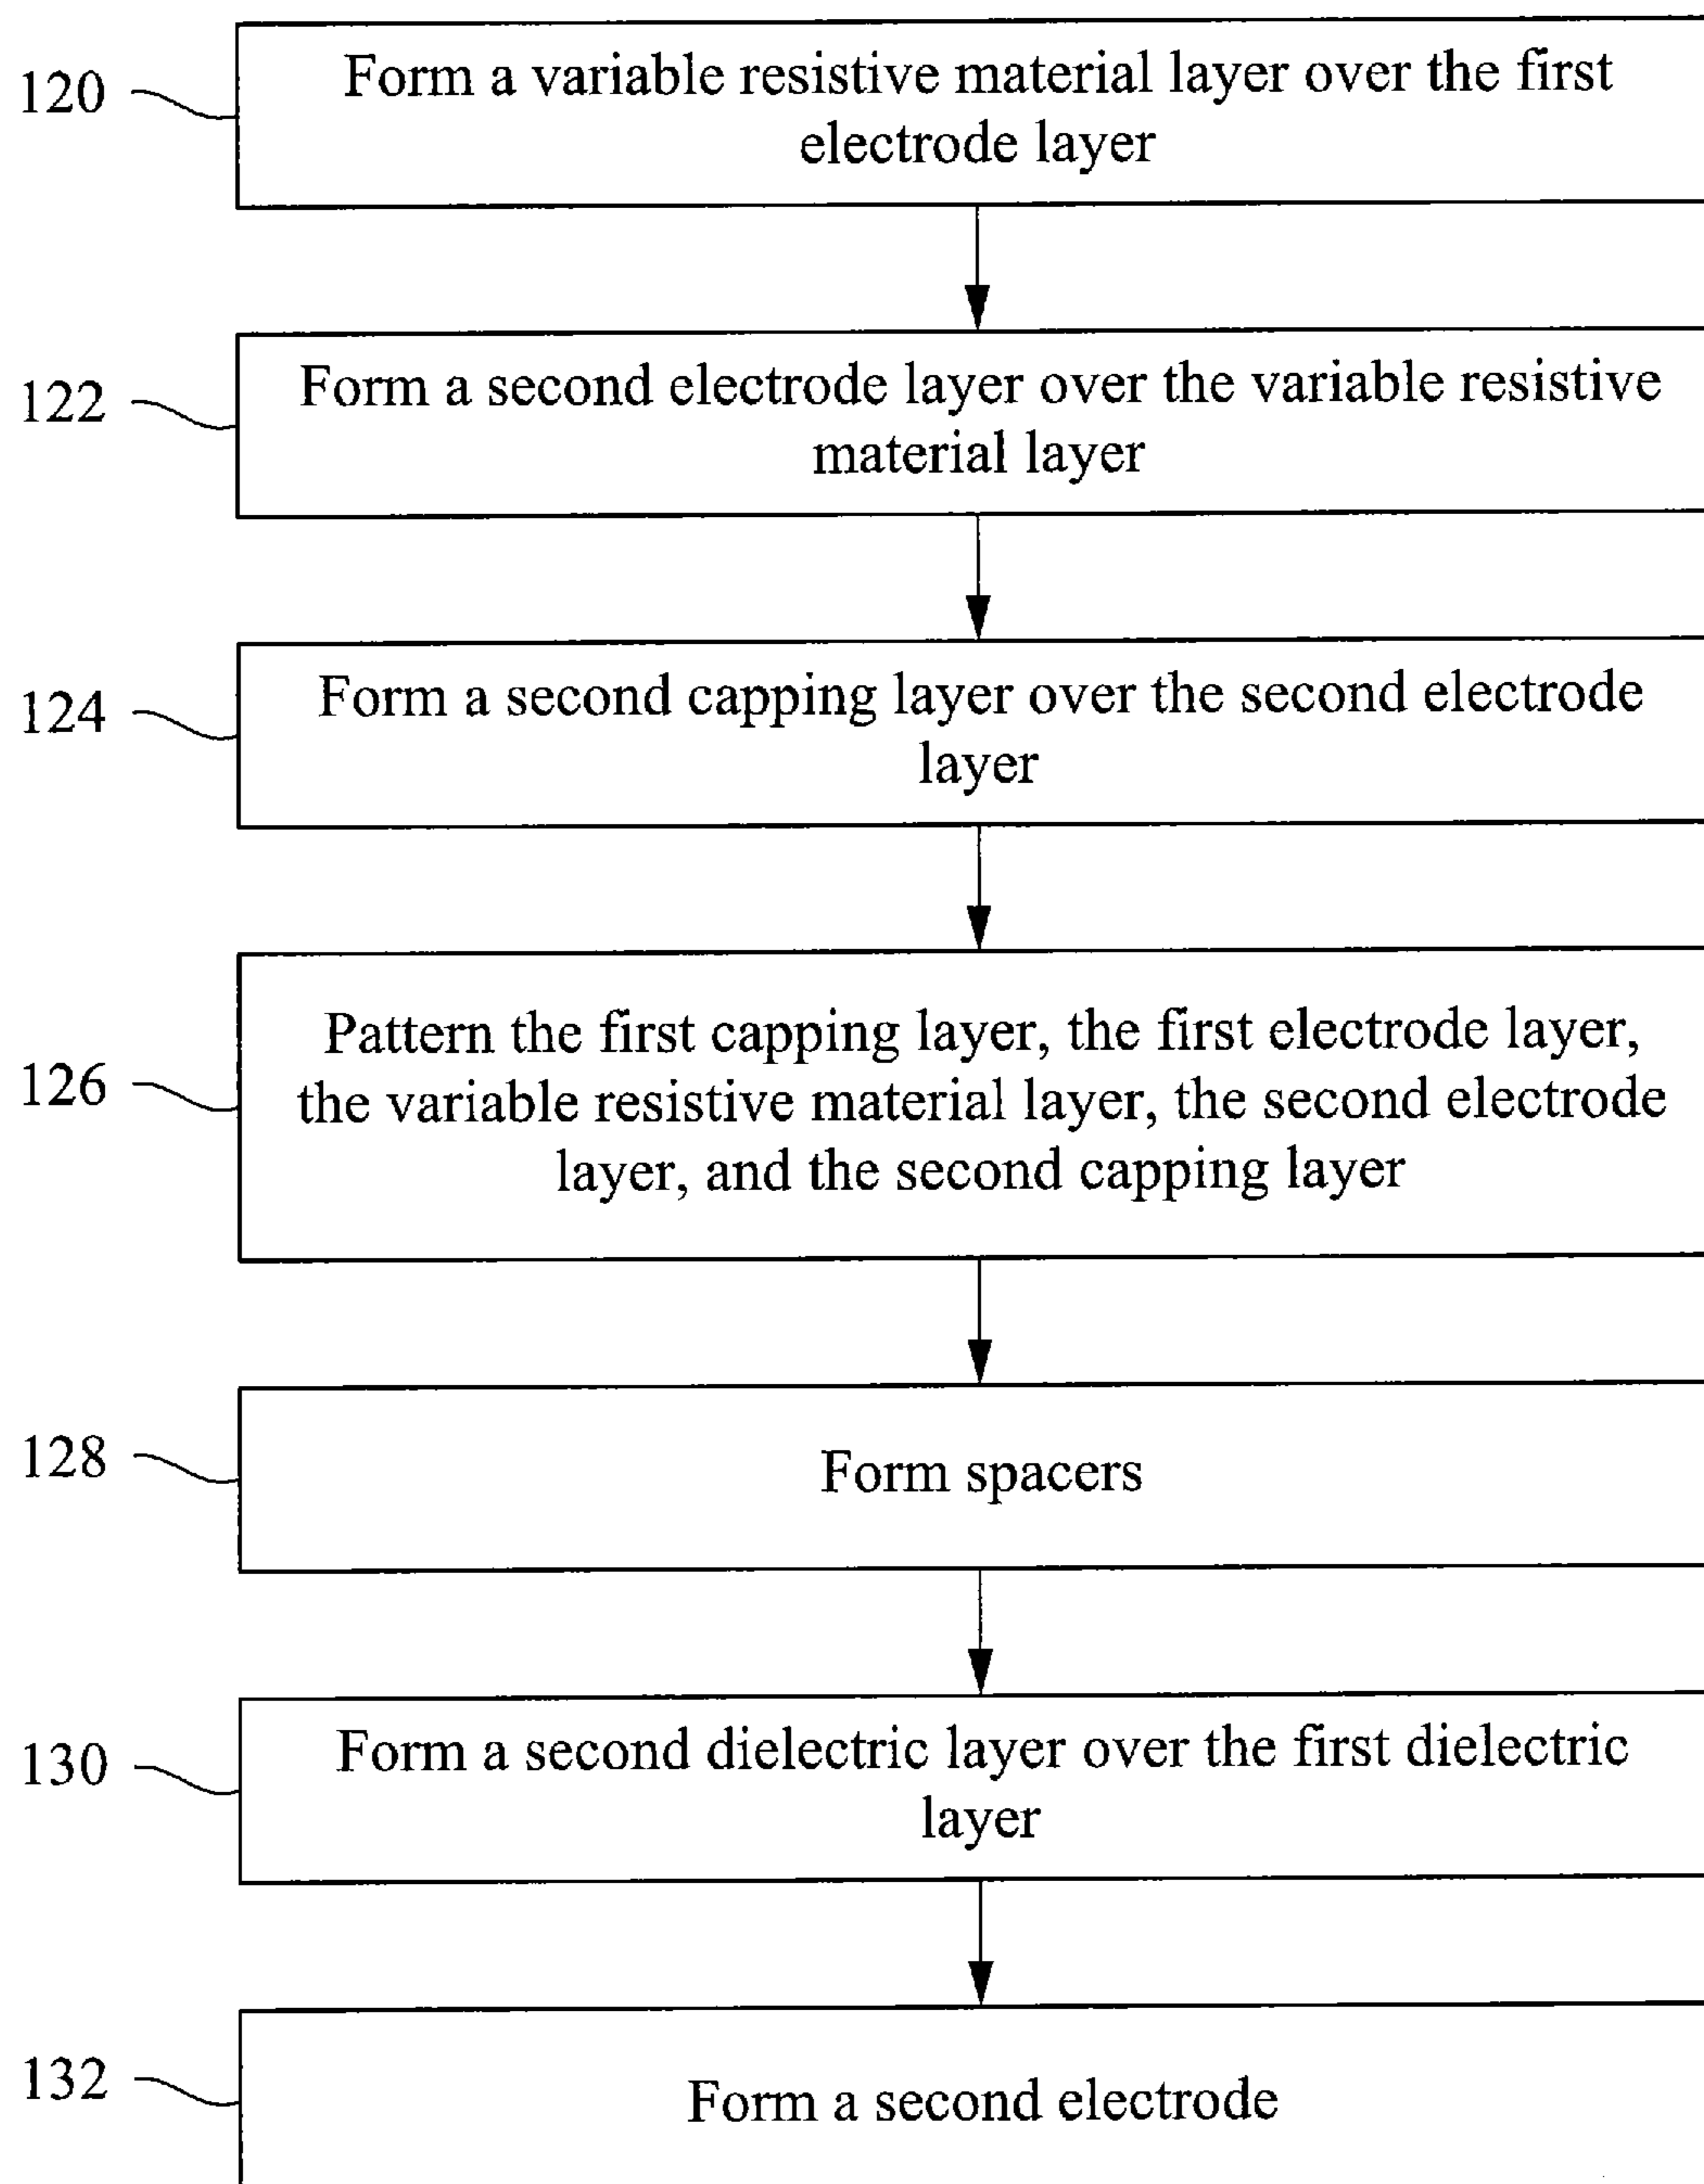 120
Form a variable resistive material layer over the first
electrode layer
122
Form a second electrode layer over the variable resistive
material layer
124
Form a second capping layer over the second electrode
layer
126
Pattern the first capping layer, the first electrode layer,
the variable resistive material layer, the second electrode
layer, and the second capping layer
128
Form spacers
130
Form a second dielectric layer over the first dielectric
layer
132
Form a second electrode